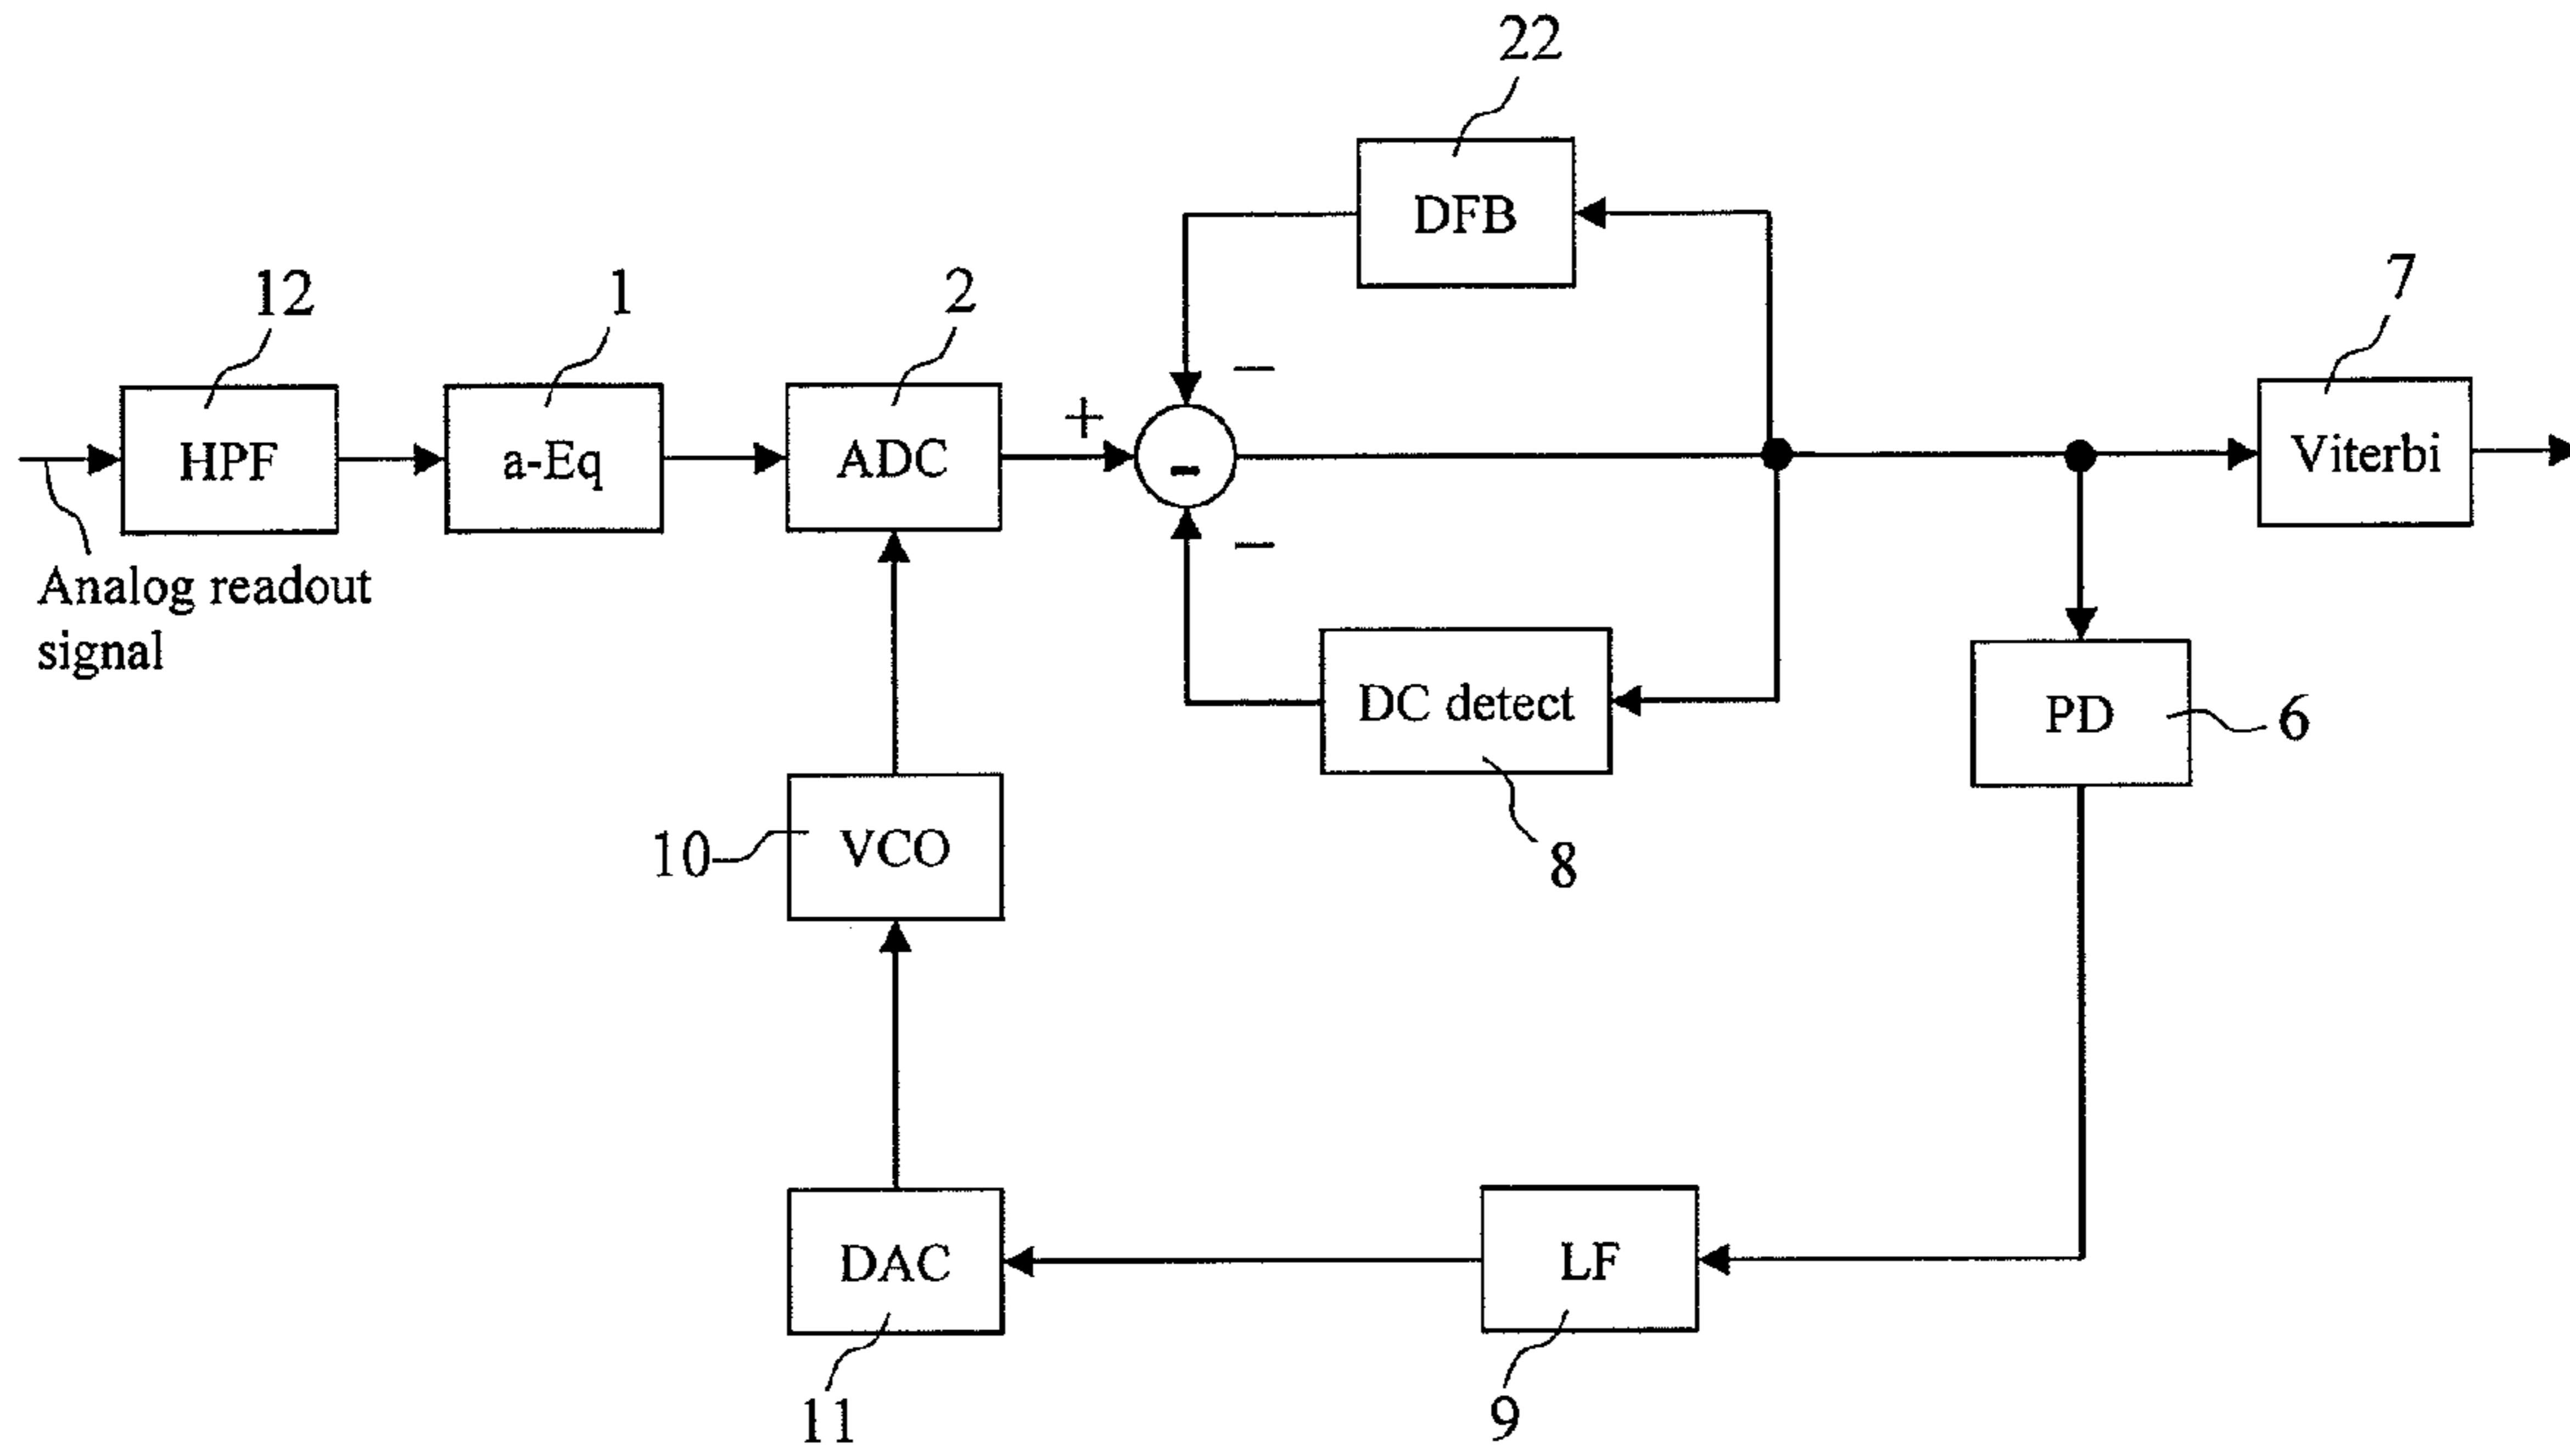 22
DFB
12
1
2
7
–
+
HPF
a-Eq
ADC
-
Viterbi
–
Analog readout
signal
DC detect
PD
6
10
VCO
8
DAC
LF
11
9